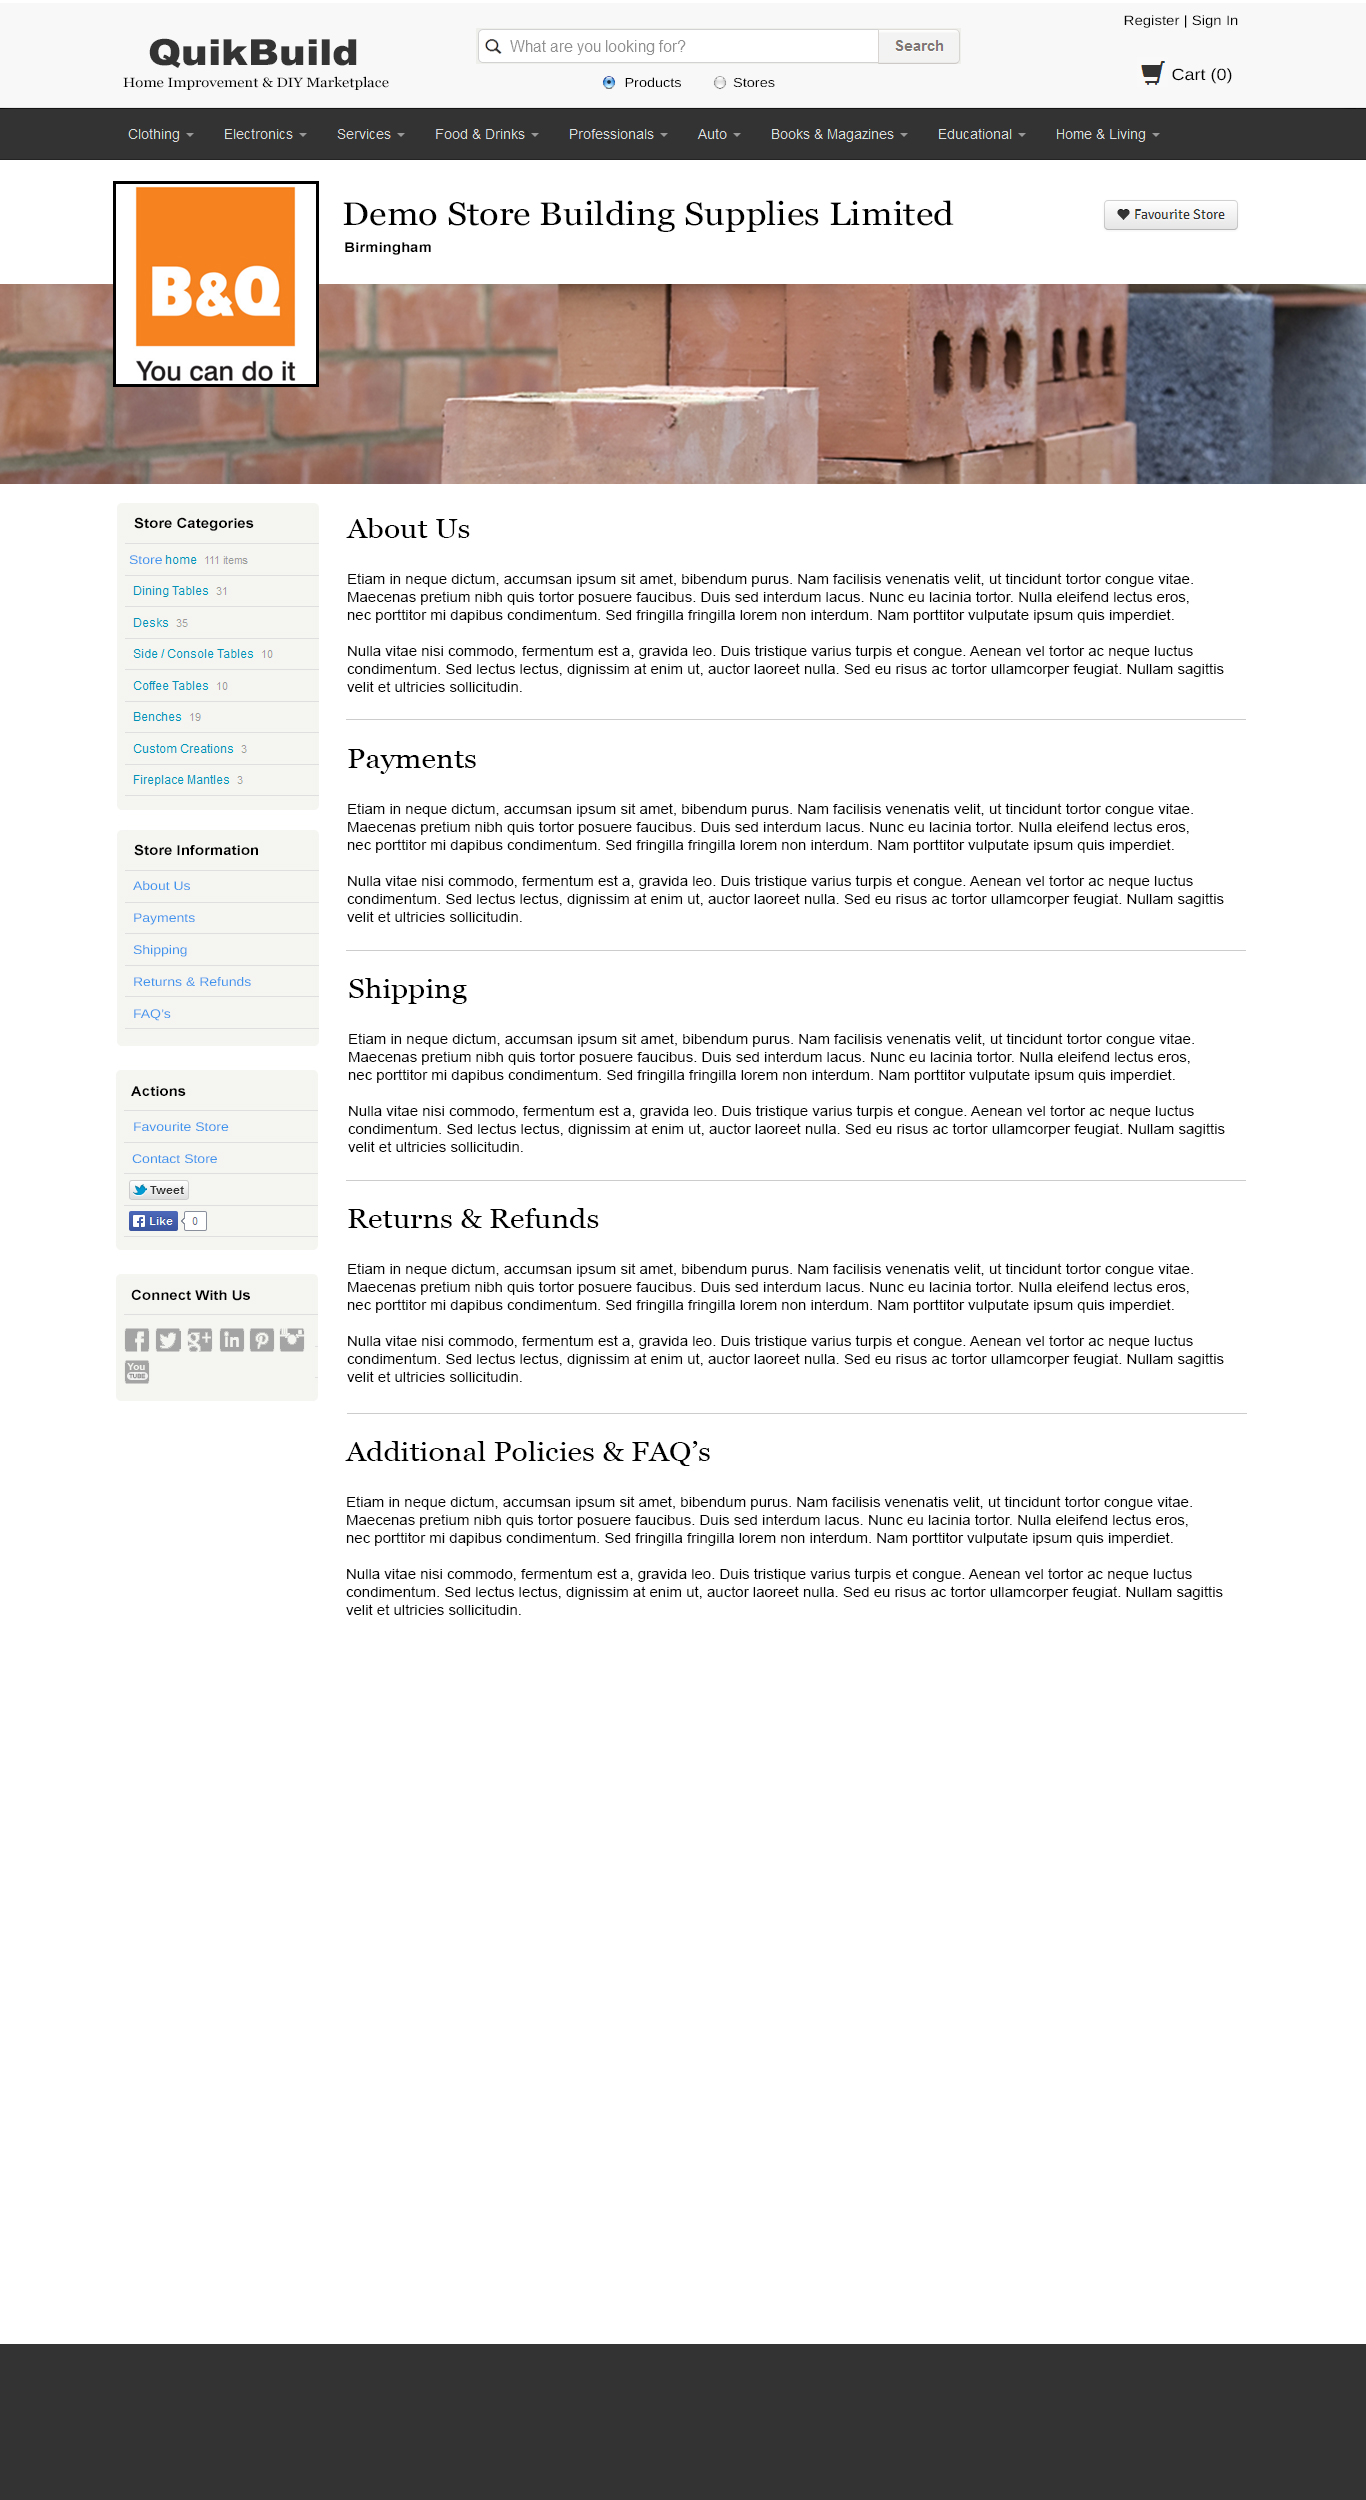 Register | Sign In
QuikBuild
Home Improvement & DIY Marketplace
What are you looking for?
Search
Products
Stores
Cart (0)
Clothing
Electronics
Services
Food & Drinks
Professionals
Auto
Books & Magazines
Educational
Home & Living
B&Q
You can do it
Demo Store Building Supplies Limited
Birmingham
Favourite Store
Store Categories
Store home 111 items
Dining Tables 31
Desks 35
Side / Console Tables 10
Coffee Tables 10
Benches 19
Custom Creations 3
Fireplace Mantles 3
Store Information
About Us
Payments
Shipping
Returns & Refunds
FAQ's
Actions
Favourite Store
Contact Store
Tweet
Like 0
Connect With Us
You
TUBE
About Us
Etiam in neque dictum, accumsan ipsum sit amet, bibendum purus. Nam facilisis venenatis velit, ut tincidunt tortor congue vitae.
Maecenas pretium nibh quis tortor posuere faucibus. Duis sed interdum lacus. Nunc eu lacinia tortor. Nulla eleifend lectus eros,
nec porttitor mi dapibus condimentum. Sed fringilla fringilla lorem non interdum. Nam porttitor vulputate ipsum quis imperdiet.
Nulla vitae nisi commodo, fermentum est a, gravida leo. Duis tristique varius turpis et congue. Aenean vel tortor ac neque luctus
condimentum. Sed lectus lectus, dignissim at enim ut, auctor laoreet nulla. Sed eu risus ac tortor ullamcorper feugiat. Nullam sagittis
velit et ultricies sollicitudin.
Payments
Etiam in neque dictum, accumsan ipsum sit amet, bibendum purus. Nam facilisis venenatis velit, ut tincidunt tortor congue vitae.
Maecenas pretium nibh quis tortor posuere faucibus. Duis sed interdum lacus. Nunc eu lacinia tortor. Nulla eleifend lectus eros,
nec porttitor mi dapibus condimentum. Sed fringilla fringilla lorem non interdum. Nam porttitor vulputate ipsum quis imperdiet.
Nulla vitae nisi commodo, fermentum est a, gravida leo. Duis tristique varius turpis et congue. Aenean vel tortor ac neque luctus
condimentum. Sed lectus lectus, dignissim at enim ut, auctor laoreet nulla. Sed eu risus ac tortor ullamcorper feugiat. Nullam sagittis
velit et ultricies sollicitudin.
Shipping
Etiam in neque dictum, accumsan ipsum sit amet, bibendum purus. Nam facilisis venenatis velit, ut tincidunt tortor congue vitae.
Maecenas pretium nibh quis tortor posuere faucibus. Duis sed interdum lacus. Nunc eu lacinia tortor. Nulla eleifend lectus eros,
nec porttitor mi dapibus condimentum. Sed fringilla fringilla lorem non interdum. Nam porttitor vulputate ipsum quis imperdiet.
Nulla vitae nisi commodo, fermentum est a, gravida leo. Duis tristique varius turpis et congue. Aenean vel tortor ac neque luctus
condimentum. Sed lectus lectus, dignissim at enim ut, auctor laoreet nulla. Sed eu risus ac tortor ullamcorper feugiat. Nullam sagittis
velit et ultricies sollicitudin.
Returns & Refunds
Etiam in neque dictum, accumsan ipsum sit amet, bibendum purus. Nam facilisis venenatis velit, ut tincidunt tortor congue vitae.
Maecenas pretium nibh quis tortor posuere faucibus. Duis sed interdum lacus. Nunc eu lacinia tortor. Nulla eleifend lectus eros,
nec porttitor mi dapibus condimentum. Sed fringilla fringilla lorem non interdum. Nam porttitor vulputate ipsum quis imperdiet.
Nulla vitae nisi commodo, fermentum est a, gravida leo. Duis tristique varius turpis et congue. Aenean vel tortor ac neque luctus
condimentum. Sed lectus lectus, dignissim at enim ut, auctor laoreet nulla. Sed eu risus ac tortor ullamcorper feugiat. Nullam sagittis
velit et ultricies sollicitudin.
Additional Policies & FAQ’s
Etiam in neque dictum, accumsan ipsum sit amet, bibendum purus. Nam facilisis venenatis velit, ut tincidunt tortor congue vitae.
Maecenas pretium nibh quis tortor posuere faucibus. Duis sed interdum lacus. Nunc eu lacinia tortor. Nulla eleifend lectus eros,
nec porttitor mi dapibus condimentum. Sed fringilla fringilla lorem non interdum. Nam porttitor vulputate ipsum quis imperdiet.
Nulla vitae nisi commodo, fermentum est a, gravida leo. Duis tristique varius turpis et congue. Aenean vel tortor ac neque luctus
condimentum. Sed lectus lectus, dignissim at enim ut, auctor laoreet nulla. Sed eu risus ac tortor ullamcorper feugiat. Nullam sagittis
velit et ultricies sollicitudin.